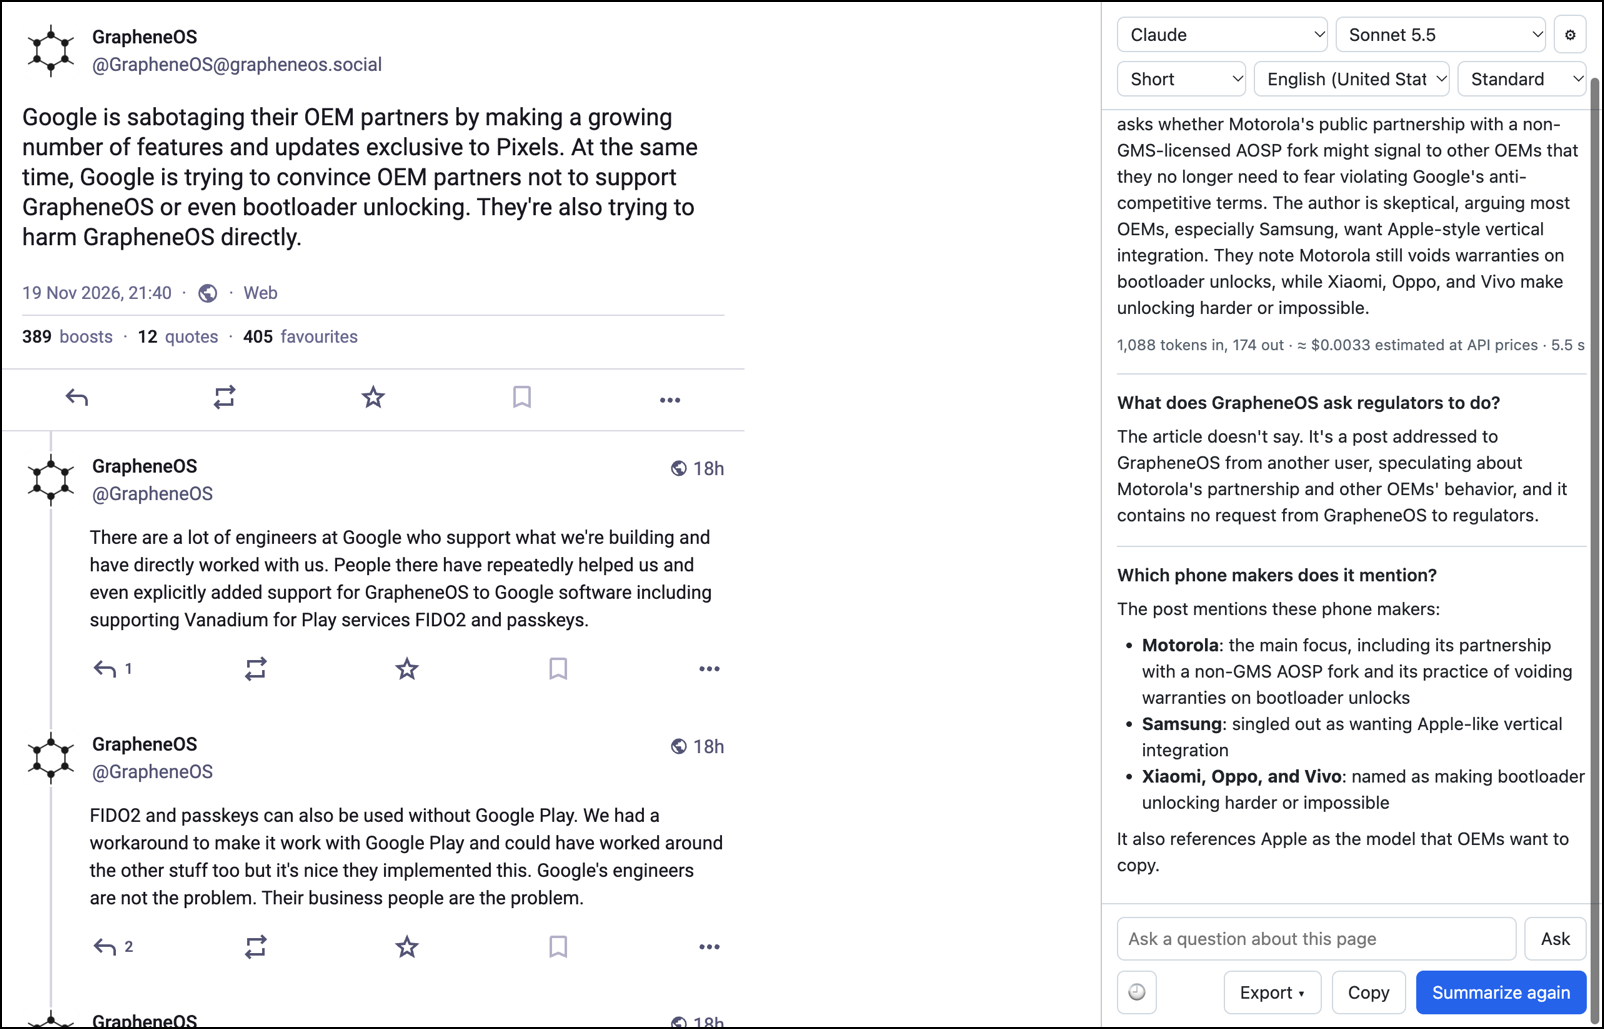 GrapheneOS
@GrapheneOS@grapheneos.social
Google is sabotaging their OEM partners by making a growing
number of features and updates exclusive to Pixels. At the same
time, Google is trying to convince OEM partners not to support
GrapheneOS or even bootloader unlocking. They're also trying to
harm GrapheneOS directly.
19 Nov 2026, 21:40 · · Web
389 boosts · 12 quotes · 405 favourites
GrapheneOS
18h
@GrapheneOS
There are a lot of engineers at Google who support what we're building and
have directly worked with us. People there have repeatedly helped us and
even explicitly added support for GrapheneOS to Google software including
supporting Vanadium for Play services FIDO2 and passkeys.
1
GrapheneOS
18h
@GrapheneOS
FIDO2 and passkeys can also be used without Google Play. We had a
workaround to make it work with Google Play and could have worked around
the other stuff too but it's nice they implemented this. Google's engineers
are not the problem. Their business people are the problem.
2
GrapheneOS
18h
Claude
Sonnet 5.5
Short
English (United Stat
Standard
asks whether Motorola's public partnership with a non-
GMS-licensed AOSP fork might signal to other OEMs that
they no longer need to fear violating Google's anti-
competitive terms. The author is skeptical, arguing most
OEMs, especially Samsung, want Apple-style vertical
integration. They note Motorola still voids warranties on
bootloader unlocks, while Xiaomi, Oppo, and Vivo make
unlocking harder or impossible.
1,088 tokens in, 174 out · ≈ $0.0033 estimated at API prices · 5.5 s
What does GrapheneOS ask regulators to do?
The article doesn't say. It's a post addressed to
GrapheneOS from another user, speculating about
Motorola's partnership and other OEMs' behavior, and it
contains no request from GrapheneOS to regulators.
Which phone makers does it mention?
The post mentions these phone makers:
• Motorola: the main focus, including its partnership
with a non-GMS AOSP fork and its practice of voiding
warranties on bootloader unlocks
• Samsung: singled out as wanting Apple-like vertical
integration
• Xiaomi, Oppo, and Vivo: named as making bootloader
unlocking harder or impossible
It also references Apple as the model that OEMs want to
copy.
Ask a question about this page
Ask
Export ▾
Copy
Summarize again